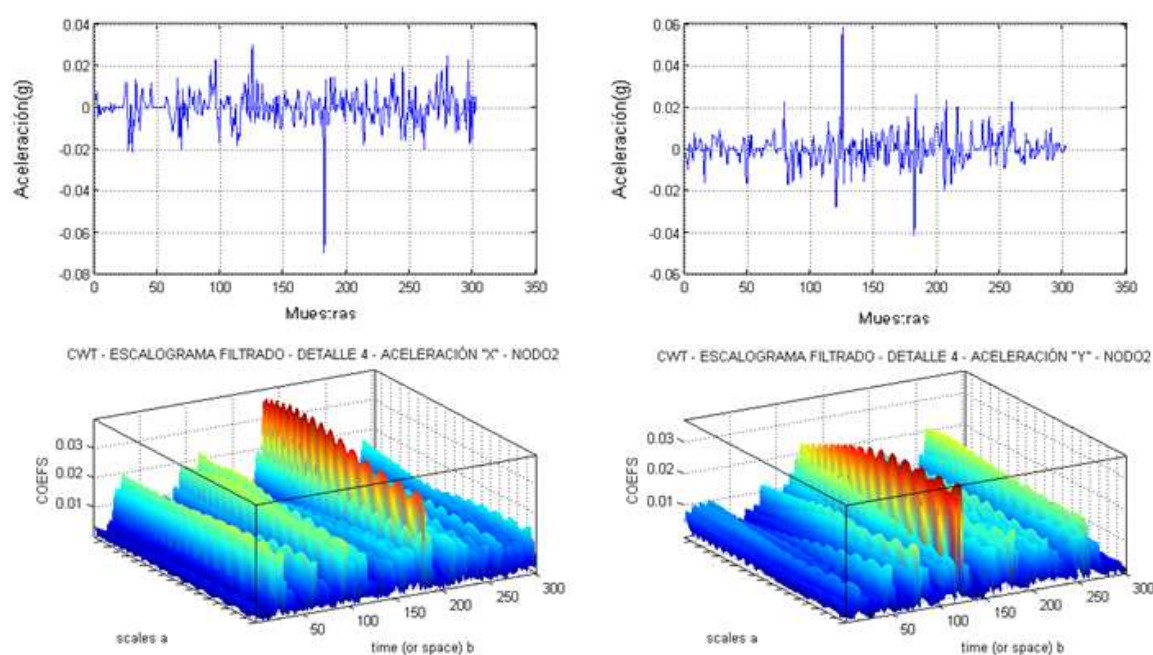 0.04
0.02
0
-0.02
-0.04
-0.06
-0.08
Aceleración(g)
0 50 100 150 200 250 300 350
Muestras
0.06
0.04
0.02
0
-0.02
-0.04
-0.06
Aceleración(g)
0 50 100 150 200 250 300 350
Muestras
CWT - ESCALOGRAMA FILTRADO - DETALLE 4 - ACELERACIÓN "X" - NODO2
0.03
0.02
0.01
COEFS
scales a
50 100 150 200 250 300
time (or space) b
CWT - ESCALOGRAMA FILTRADO - DETALLE 4 - ACELERACIÓN "Y" - NODO2
0.03
0.02
0.01
COEFS
scales a
50 100 150 200 250 300
time (or space) b